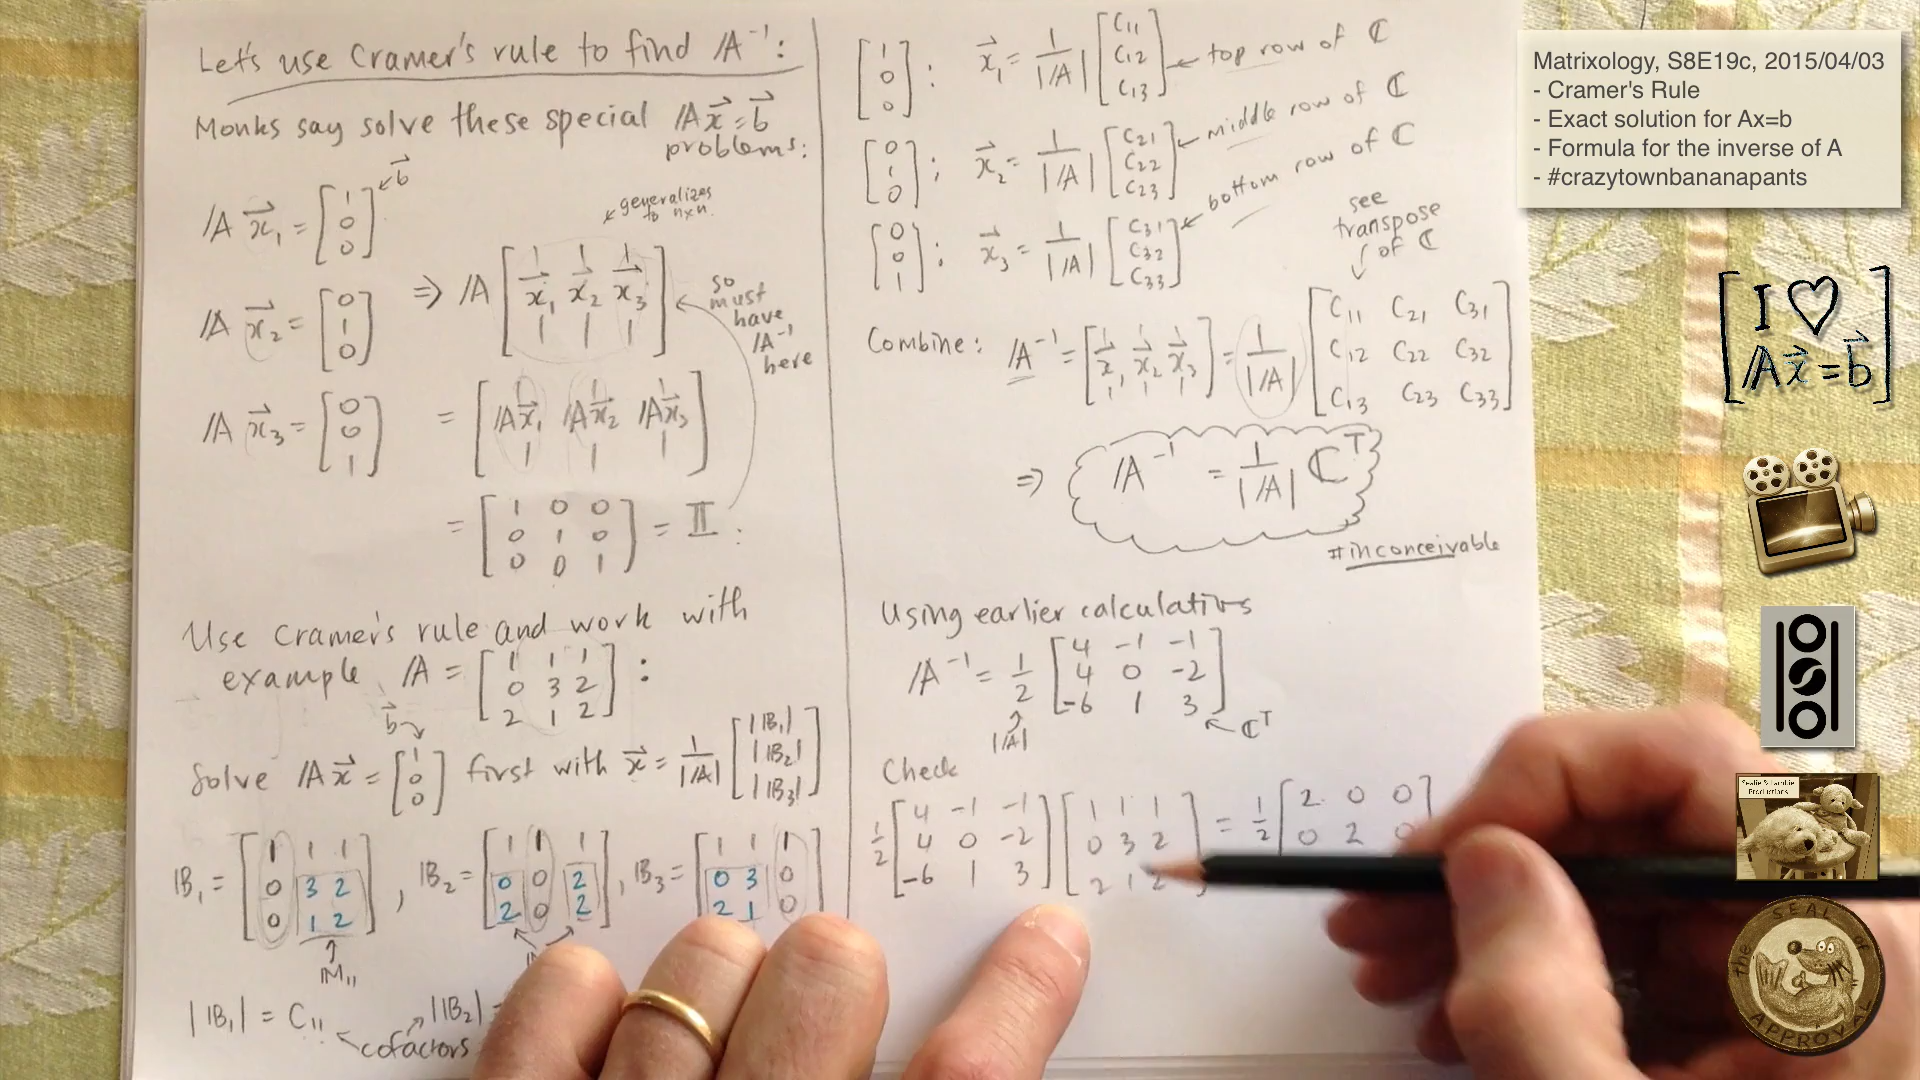 Let's use Cramer's rule to find A⁻¹:
Monks say solve these special Ax⃗=b⃗
problems:
A x⃗₁ = [1 0 0] ← b⃗
A x⃗₂ = [0 1 0]
A x⃗₃ = [0 0 1]
generalizes
to n×n
⇒ A [x⃗₁ x⃗₂ x⃗₃]
so
must
have
A⁻¹
here
= [Ax⃗₁ Ax⃗₂ Ax⃗₃]
= [1 0 0
0 1 0
0 0 1] = I.
Use Cramer's rule and work with
example A = [1 1 1
0 3 2
2 1 2] :
b⃗
Solve Ax⃗ = [1 0 0] first with x⃗ = 1/|A| [|B₁| |B₂| |B₃|]
B₁ = [1 1 1
0 3 2
0 1 2] ,
M₁₁
B₂ = [1 1 1
0 0 2
2 0 2] ,
B₃ = [1 1 1
0 3 0
2 1 0]
|B₁| = C₁₁
|B₂| =
cofactors
[1 0 0] : x⃗₁ = 1/|A| [C₁₁ C₁₂ C₁₃] ← top row of C
[0 1 0] ; x⃗₂ = 1/|A| [C₂₁ C₂₂ C₂₃] ← middle row of C
[0 0 1] : x⃗₃ = 1/|A| [C₃₁ C₃₂ C₃₃] ← bottom row of C
see
transpose
of C
Combine: A⁻¹ = [x⃗₁ x⃗₂ x⃗₃] = 1/|A| [C₁₁ C₂₁ C₃₁
C₁₂ C₂₂ C₃₂
C₁₃ C₂₃ C₃₃]
⇒ A⁻¹ = 1/|A| Cᵀ
#inconceivable
Using earlier calculations
A⁻¹ = 1/2 [4 -1 -1
4 0 -2
-6 1 3]
|A|
← Cᵀ
Check
1/2 [4 -1 -1
4 0 -2
-6 1 3] [1 1 1
0 3 2
2 1 2] = 1/2 [2 0 0
0 2 0
Matrixology, S8E19c, 2015/04/03
- Cramer's Rule
- Exact solution for Ax=b
- Formula for the inverse of A
- #crazytownbananapants
[I ♡
Ax⃗=b⃗]
Productions
THE SEAL OF APPROVAL